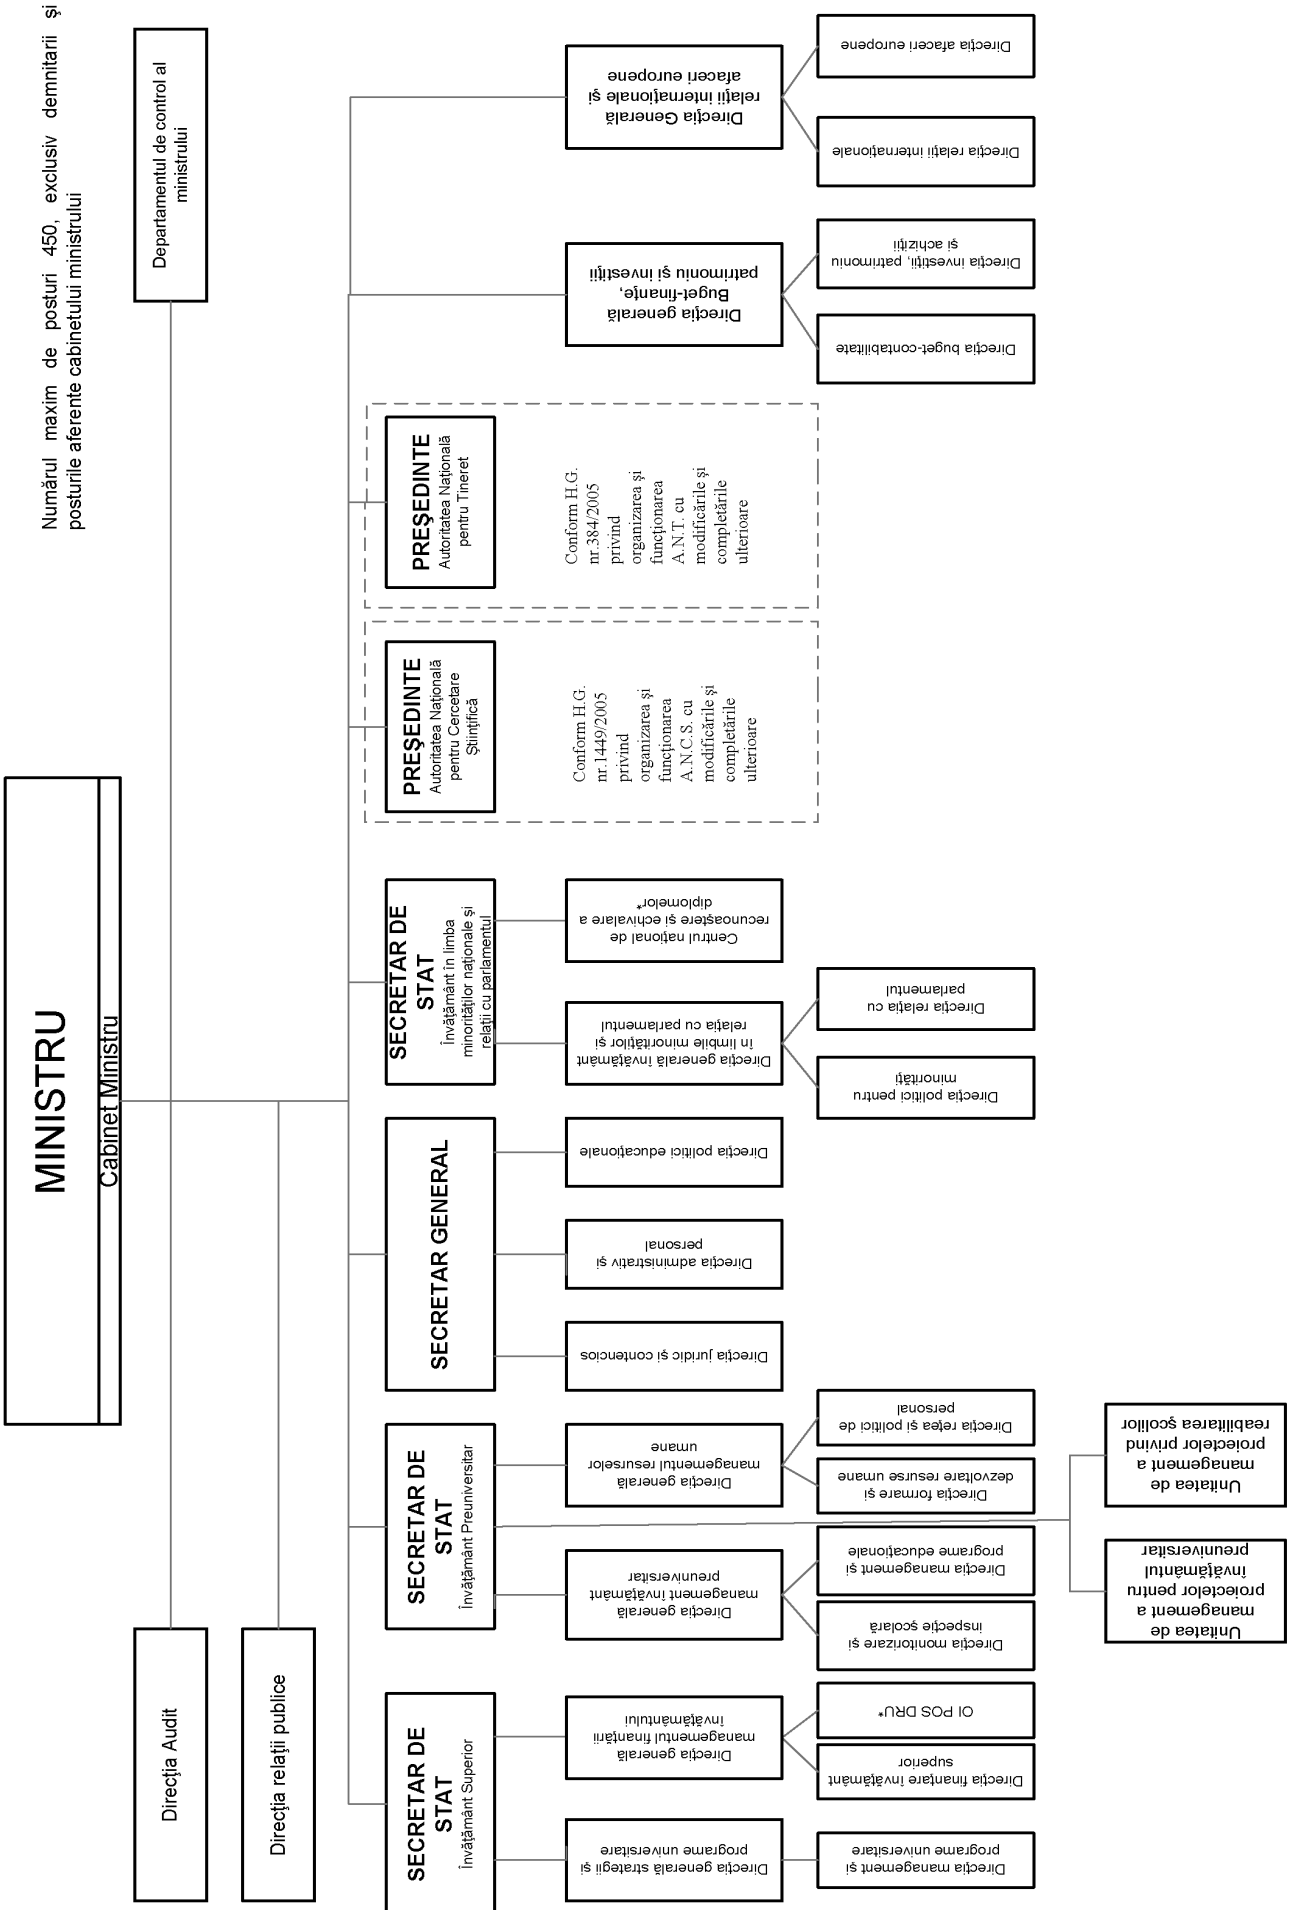 Numărul maxim de posturi 450, exclusiv demnitarii şi
posturile aferente cabinetului ministrului
MINISTRU
Cabinet Ministru
Direcţia Audit
Departamentul de control al
ministrului
Direcţia relaţii publice
SECRETAR DE
STAT
Învăţământ Superior
SECRETAR DE
STAT
Învăţământ Preuniversitar
SECRETAR GENERAL
SECRETAR DE
STAT
Învăţământ în limba
minorităţilor naţionale şi
relaţii cu parlamentul
PREŞEDINTE
Autoritatea Naţională
pentru Cercetare
Ştiinţifică
PREŞEDINTE
Autoritatea Naţională
pentru Tineret
Direcţia generală strategii şi
programe universitare
Direcţia generală
managementul finanţării
învăţământului
Direcţia generală
management învăţământ
preuniversitar
Direcţia generală
managementul resurselor
umane
Direcţia juridic şi contencios
Direcţia administrativ şi
personal
Direcţia politici educaţionale
Direcţia generală învăţământ
în limbile minorităţilor şi
relaţia cu parlamentul
Centrul naţional de
recunoaştere şi echivalare a
diplomelor*
Conform H.G.
nr.1449/2005
privind
organizarea şi
funcţionarea
A.N.C.S. cu
modificările şi
completările
ulterioare
Conform H.G.
nr.384/2005
privind
organizarea şi
funcţionarea
A.N.T. cu
modificările şi
completările
ulterioare
Direcţia generală
Buget-finanţe,
patrimoniu şi investiţii
Direcţia Generală
relaţii internaţionale şi
afaceri europene
Direcţia management şi
programe universitare
Direcţia finanţare învăţământ
superior
OI POS DRU*
Direcţia monitorizare şi
inspecţie şcolară
Direcţia management şi
programe educaţionale
Direcţia formare şi
dezvoltare resurse umane
Direcţia reţea şi politici de
personal
Direcţia politici pentru
minorităţi
Direcţia relaţia cu
parlamentul
Direcţia buget-contabilitate
Direcţia investiţii, patrimoniu
şi achiziţii
Direcţia relaţii internaţionale
Direcţia afaceri europene
Unitatea de
management a
proiectelor pentru
învăţământul
preuniversitar
Unitatea de
management a
proiectelor privind
reabilitarea şcolilor